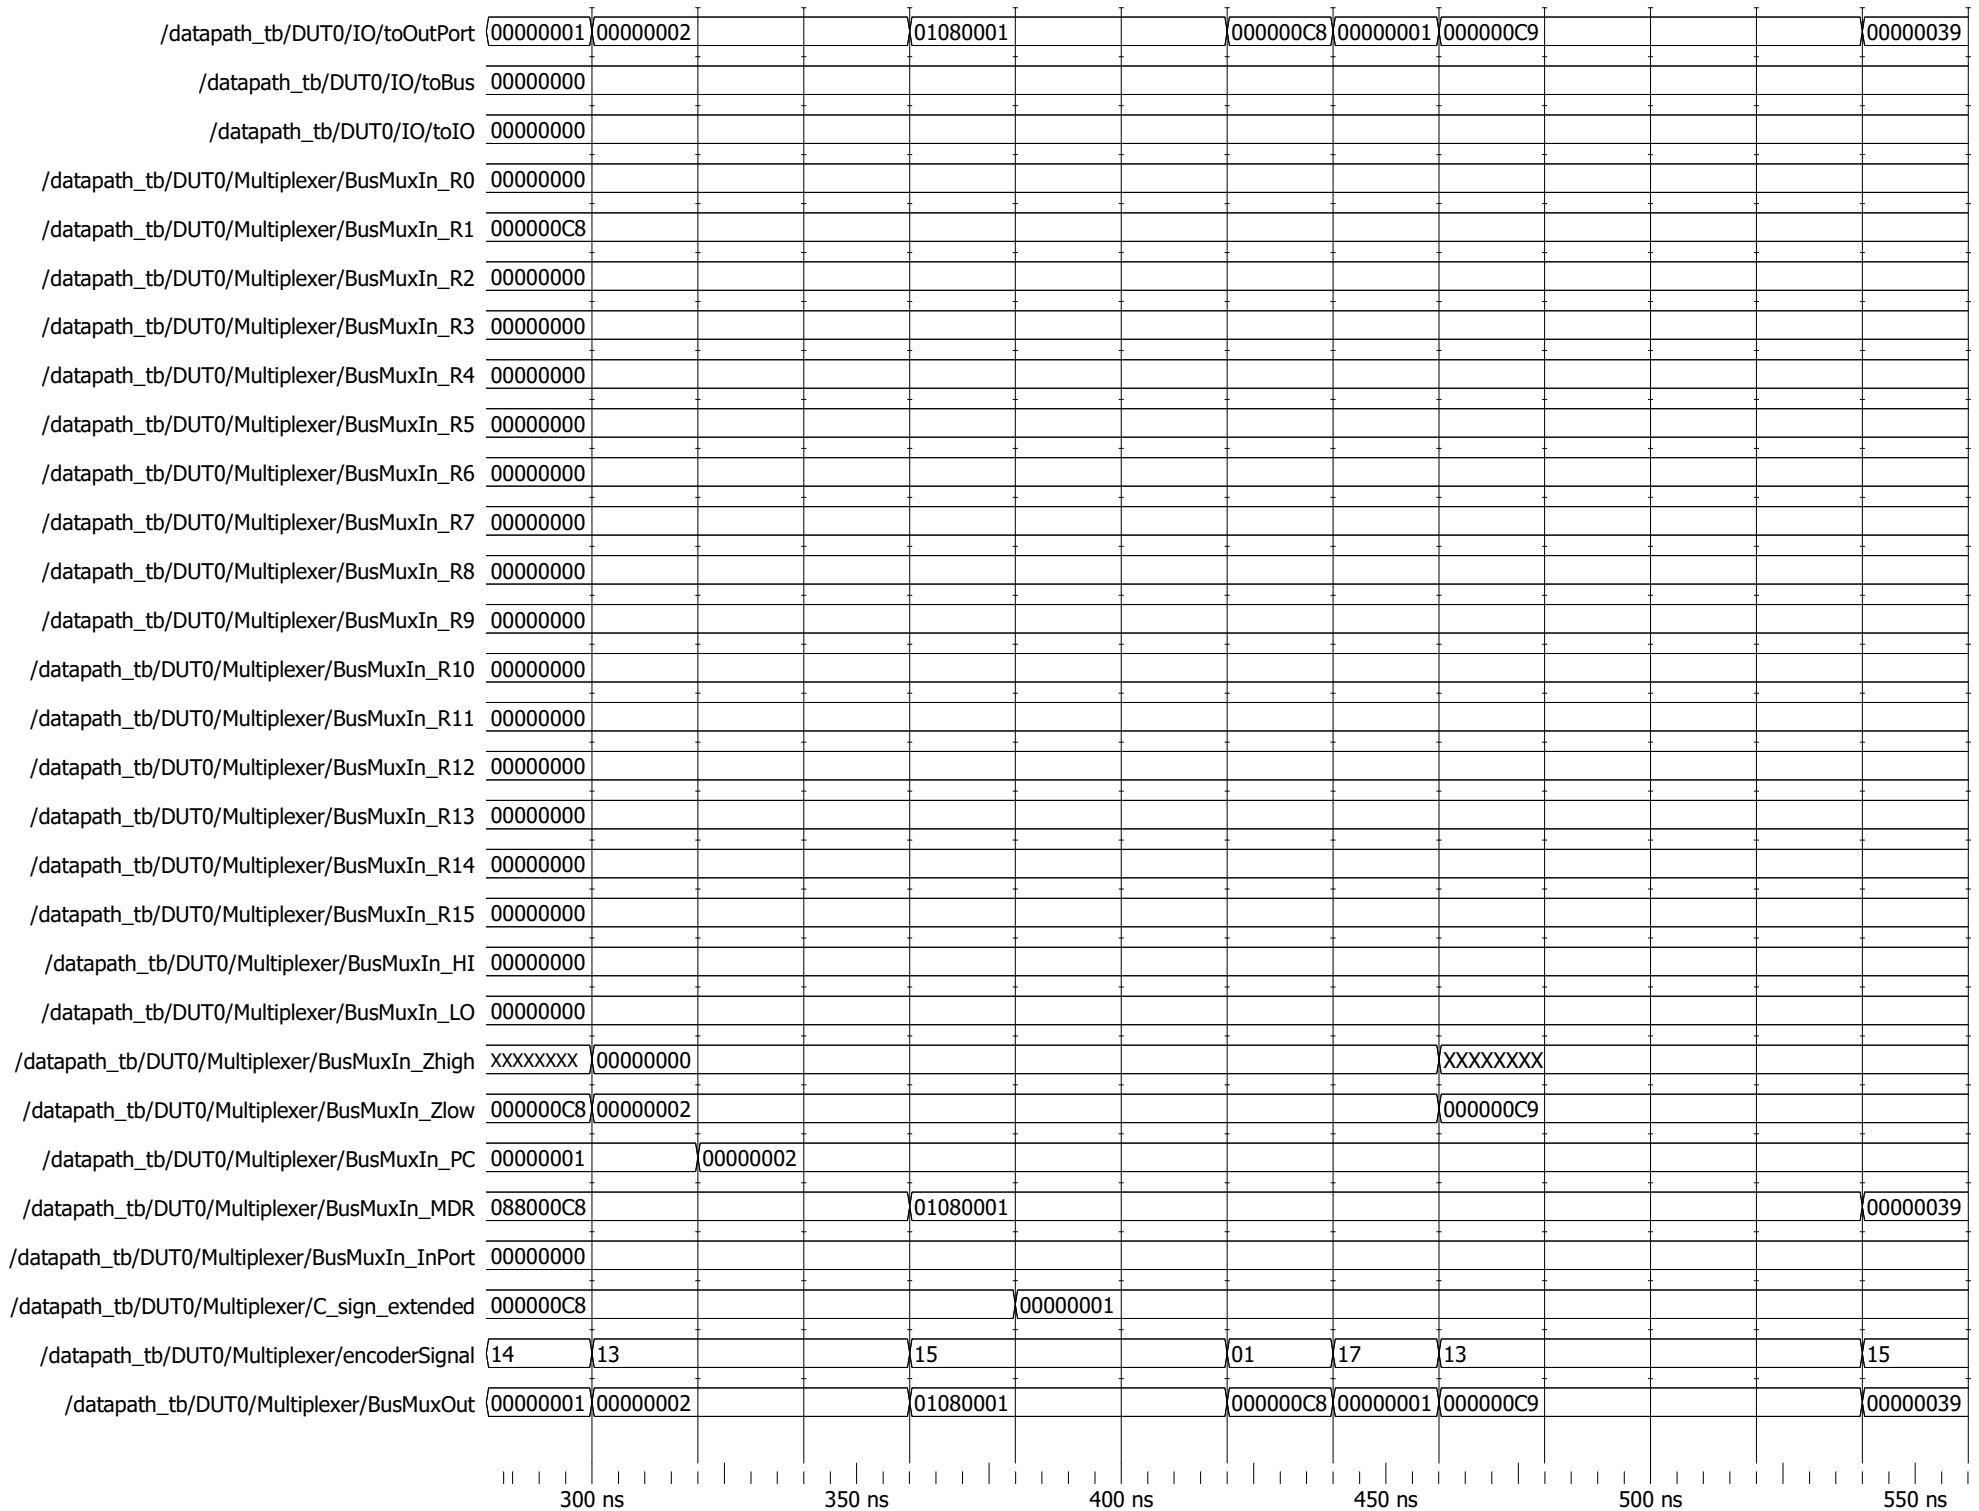 /datapath_tb/DUT0/IO/toOutPort 00000001 00000002 01080001 000000C8 00000001 000000C9 00000039
/datapath_tb/DUT0/IO/toBus 00000000
/datapath_tb/DUT0/IO/toIO 00000000
/datapath_tb/DUT0/Multiplexer/BusMuxIn_R0 00000000
/datapath_tb/DUT0/Multiplexer/BusMuxIn_R1 000000C8
/datapath_tb/DUT0/Multiplexer/BusMuxIn_R2 00000000
/datapath_tb/DUT0/Multiplexer/BusMuxIn_R3 00000000
/datapath_tb/DUT0/Multiplexer/BusMuxIn_R4 00000000
/datapath_tb/DUT0/Multiplexer/BusMuxIn_R5 00000000
/datapath_tb/DUT0/Multiplexer/BusMuxIn_R6 00000000
/datapath_tb/DUT0/Multiplexer/BusMuxIn_R7 00000000
/datapath_tb/DUT0/Multiplexer/BusMuxIn_R8 00000000
/datapath_tb/DUT0/Multiplexer/BusMuxIn_R9 00000000
/datapath_tb/DUT0/Multiplexer/BusMuxIn_R10 00000000
/datapath_tb/DUT0/Multiplexer/BusMuxIn_R11 00000000
/datapath_tb/DUT0/Multiplexer/BusMuxIn_R12 00000000
/datapath_tb/DUT0/Multiplexer/BusMuxIn_R13 00000000
/datapath_tb/DUT0/Multiplexer/BusMuxIn_R14 00000000
/datapath_tb/DUT0/Multiplexer/BusMuxIn_R15 00000000
/datapath_tb/DUT0/Multiplexer/BusMuxIn_HI 00000000
/datapath_tb/DUT0/Multiplexer/BusMuxIn_LO 00000000
/datapath_tb/DUT0/Multiplexer/BusMuxIn_Zhigh XXXXXXXX 00000000 XXXXXXXX
/datapath_tb/DUT0/Multiplexer/BusMuxIn_Zlow 000000C8 00000002 000000C9
/datapath_tb/DUT0/Multiplexer/BusMuxIn_PC 00000001 00000002
/datapath_tb/DUT0/Multiplexer/BusMuxIn_MDR 088000C8 01080001 00000039
/datapath_tb/DUT0/Multiplexer/BusMuxIn_InPort 00000000
/datapath_tb/DUT0/Multiplexer/C_sign_extended 000000C8 00000001
/datapath_tb/DUT0/Multiplexer/encoderSignal 14 13 15 01 17 13 15
/datapath_tb/DUT0/Multiplexer/BusMuxOut 00000001 00000002 01080001 000000C8 00000001 000000C9 00000039
300 ns 350 ns 400 ns 450 ns 500 ns 550 ns